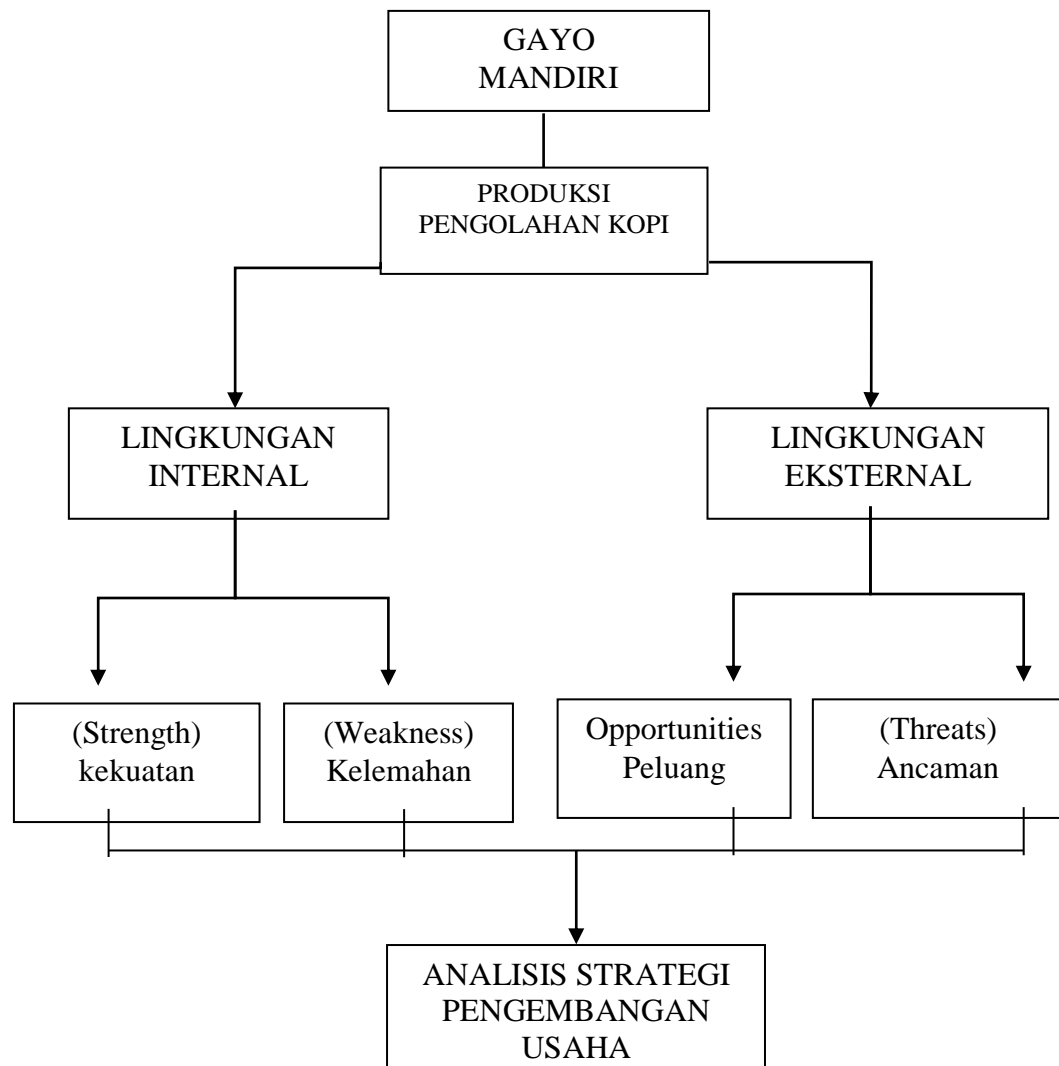 GAYO
MANDIRI
PRODUKSI
PENGOLAHAN KOPI
LINGKUNGAN
INTERNAL
LINGKUNGAN
EKSTERNAL
(Strength)
kekuatan
(Weakness)
Kelemahan
Opportunities
Peluang
(Threats)
Ancaman
ANALISIS STRATEGI
PENGEMBANGAN
USAHA